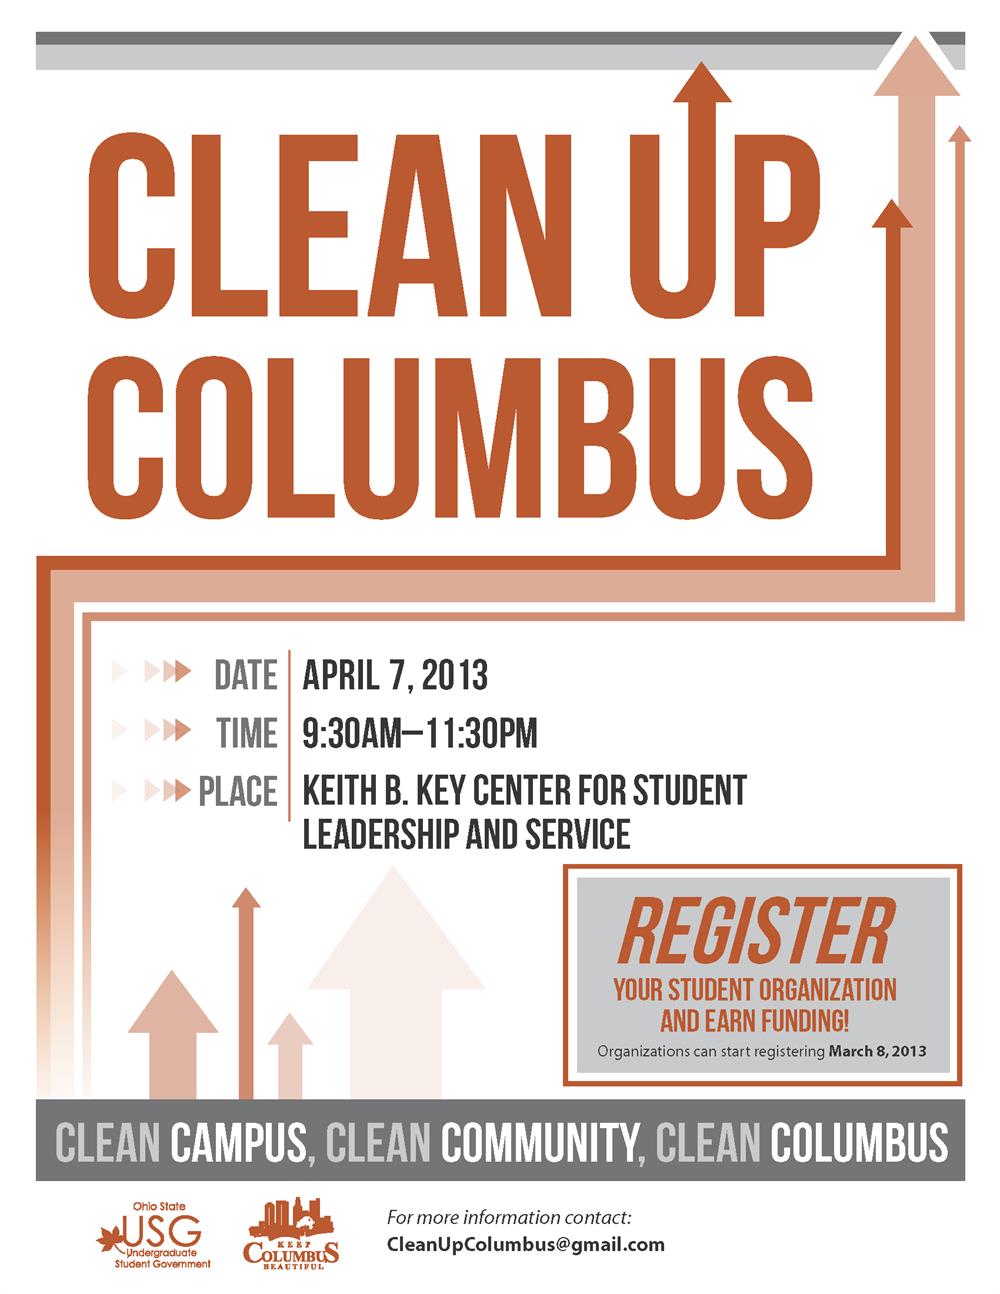 CLEAN UP
COLUMBUS
DATE APRIL 7, 2013
TIME 9:30AM–11:30PM
PLACE KEITH B. KEY CENTER FOR STUDENT
LEADERSHIP AND SERVICE
REGISTER
YOUR STUDENT ORGANIZATION
AND EARN FUNDING!
Organizations can start registering March 8, 2013
CLEAN CAMPUS, CLEAN COMMUNITY, CLEAN COLUMBUS
Ohio State
USG
Undergraduate
Student Government
KEEP
COLUMBUS
BEAUTIFUL
For more information contact:
CleanUpColumbus@gmail.com